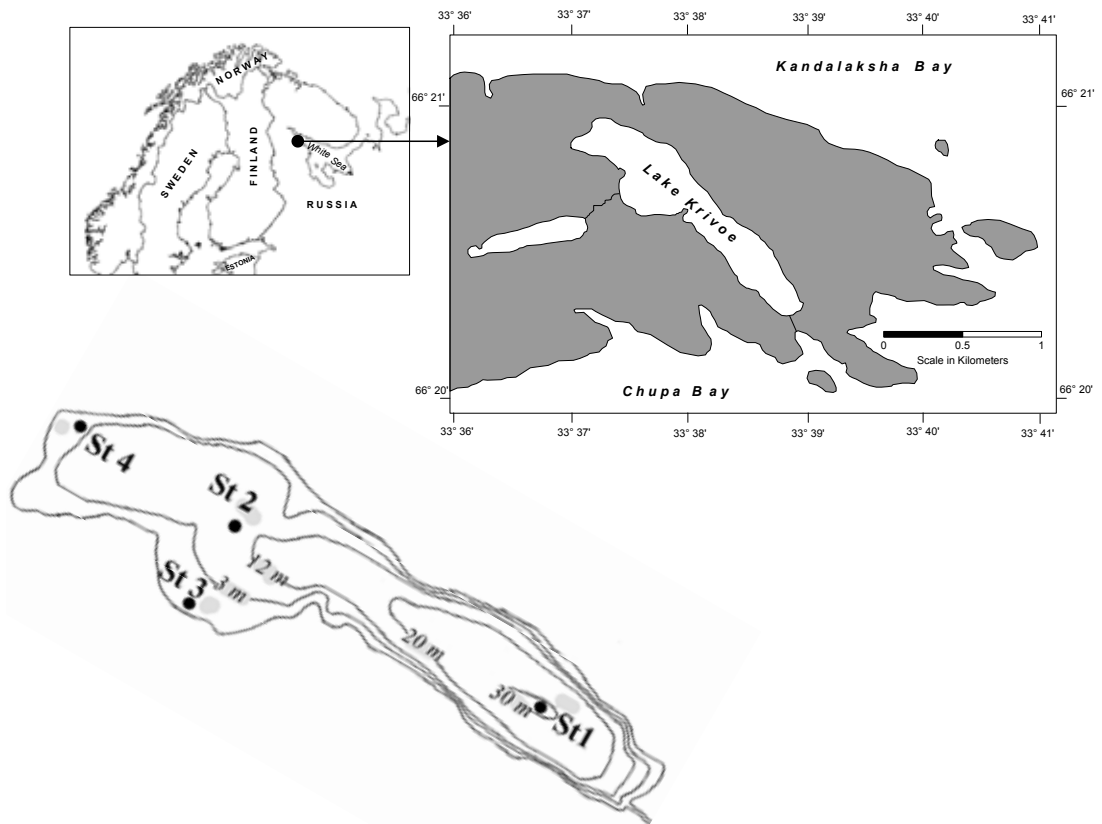 NORWAY
SWEDEN
FINLAND
White Sea
RUSSIA
ESTONIA
33° 36' 33° 37' 33° 38' 33° 39' 33° 40' 33° 41'
Kandalaksha Bay
66° 21' 66° 21'
Lake Krivoe
0 0.5 1
Scale in Kilometers
Chupa Bay
66° 20' 66° 20'
33° 36' 33° 37' 33° 38' 33° 39' 33° 40' 33° 41'
St 4
St 2
12 m
St 3
3 m
20 m
30 m
St1